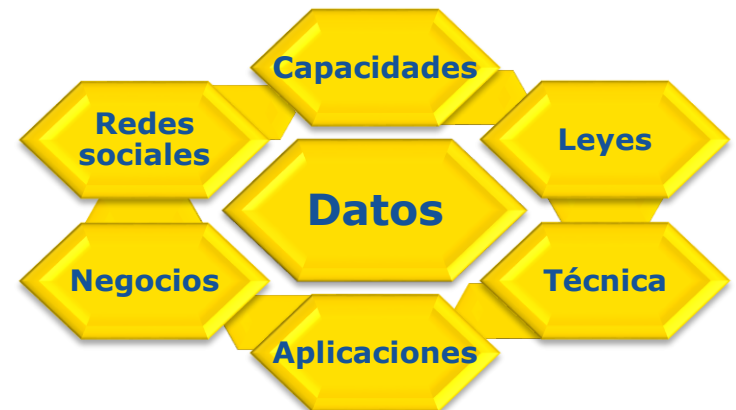 Capacidades
Redes
sociales
Leyes
Datos
Negocios
Técnica
Aplicaciones